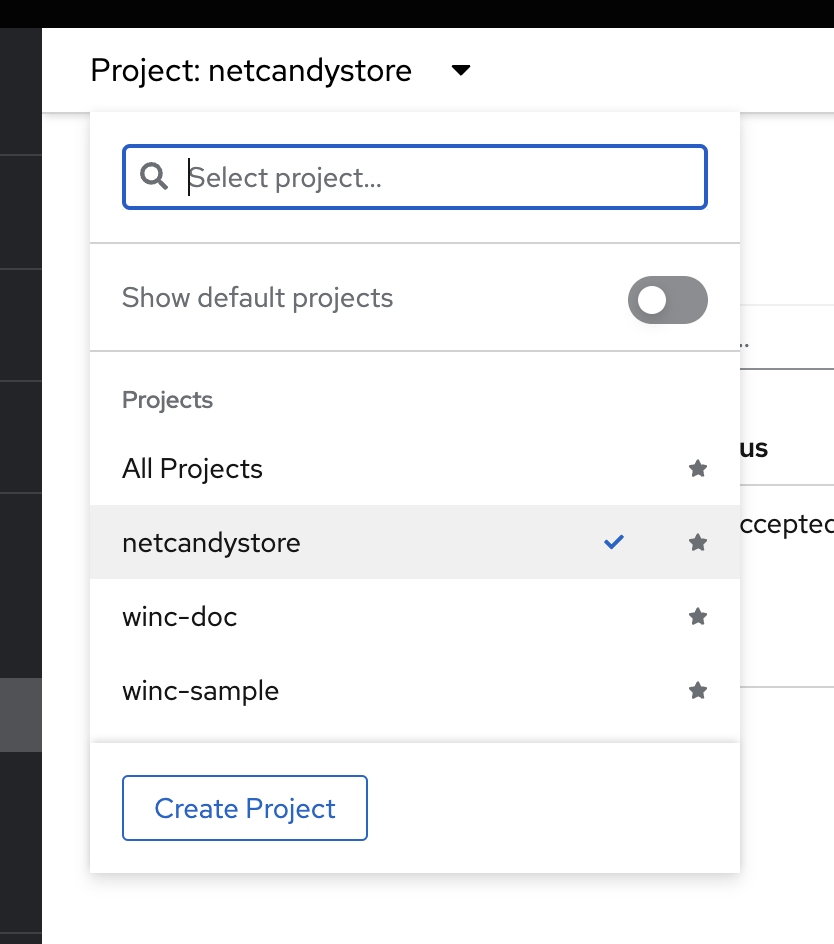 Project: netcandystore
Select project...
Show default projects
..
Projects
All Projects
us
netcandystore
ccepted
winc-doc
winc-sample
Create Project